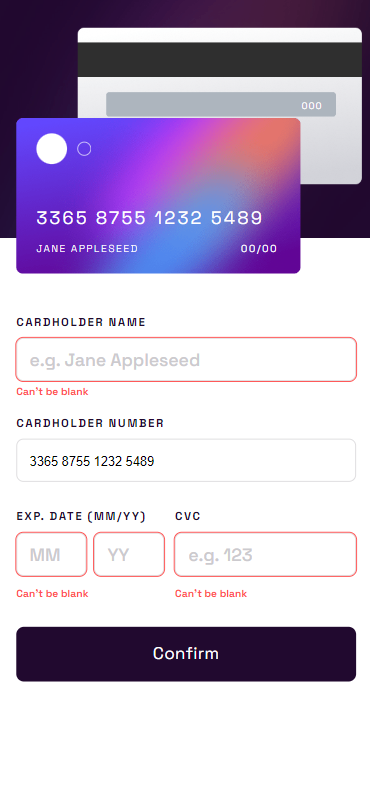 000
3365 8755 1232 5489
JANE APPLESEED 00/00
CARDHOLDER NAME
e.g. Jane Appleseed
Can't be blank
CARDHOLDER NUMBER
3365 8755 1232 5489
EXP. DATE (MM/YY) CVC
MM YY e.g. 123
Can't be blank Can't be blank
Confirm